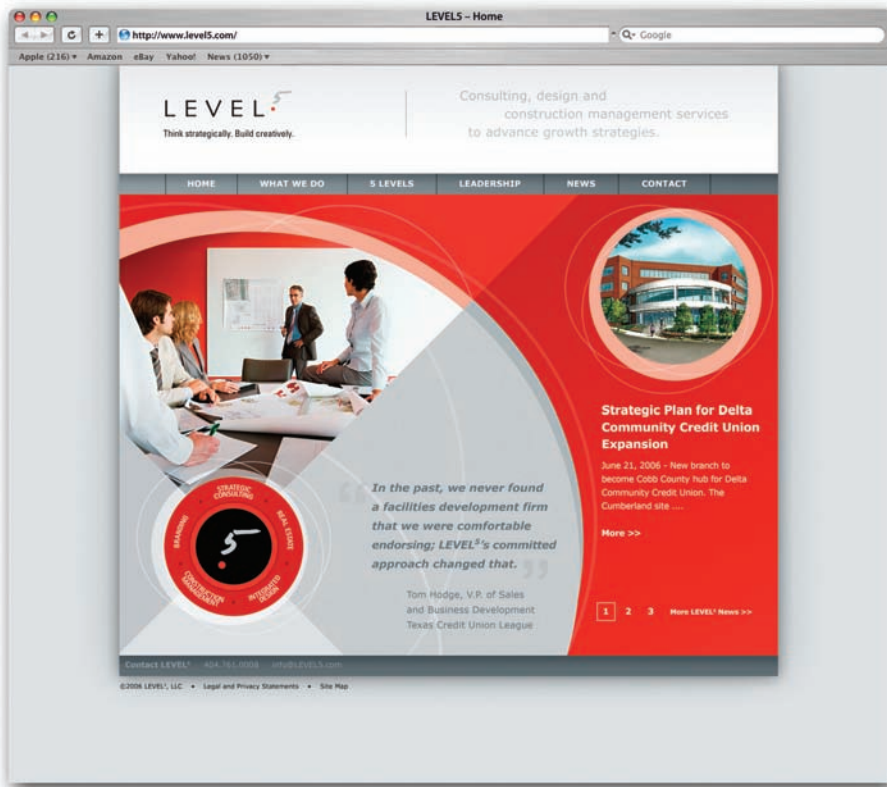 LEVEL5 – Home
http://www.level5.com/
Google
Apple (216) ▾ Amazon eBay Yahoo! News (1050) ▾
LEVEL 5
Think strategically. Build creatively.
Consulting, design and
construction management services
to advance growth strategies.
HOME WHAT WE DO 5 LEVELS LEADERSHIP NEWS CONTACT
Strategic Plan for Delta
Community Credit Union
Expansion
June 21, 2006 - New branch to
become Cobb County hub for Delta
Community Credit Union. The
Cumberland site ....
More >>
“In the past, we never found
a facilities development firm
that we were comfortable
endorsing; LEVEL⁵'s committed
approach changed that.”
Tom Hodge, V.P. of Sales
and Business Development
Texas Credit Union League
STRATEGIC
CONSULTING
REAL ESTATE
INTEGRATED
DESIGN
CONSTRUCTION
MANAGEMENT
BRANDING
5
1 2 3 More LEVEL⁵ News >>
Contact LEVEL⁵ 404.761.0008 info@LEVEL5.com
©2006 LEVEL⁵, LLC • Legal and Privacy Statements • Site Map